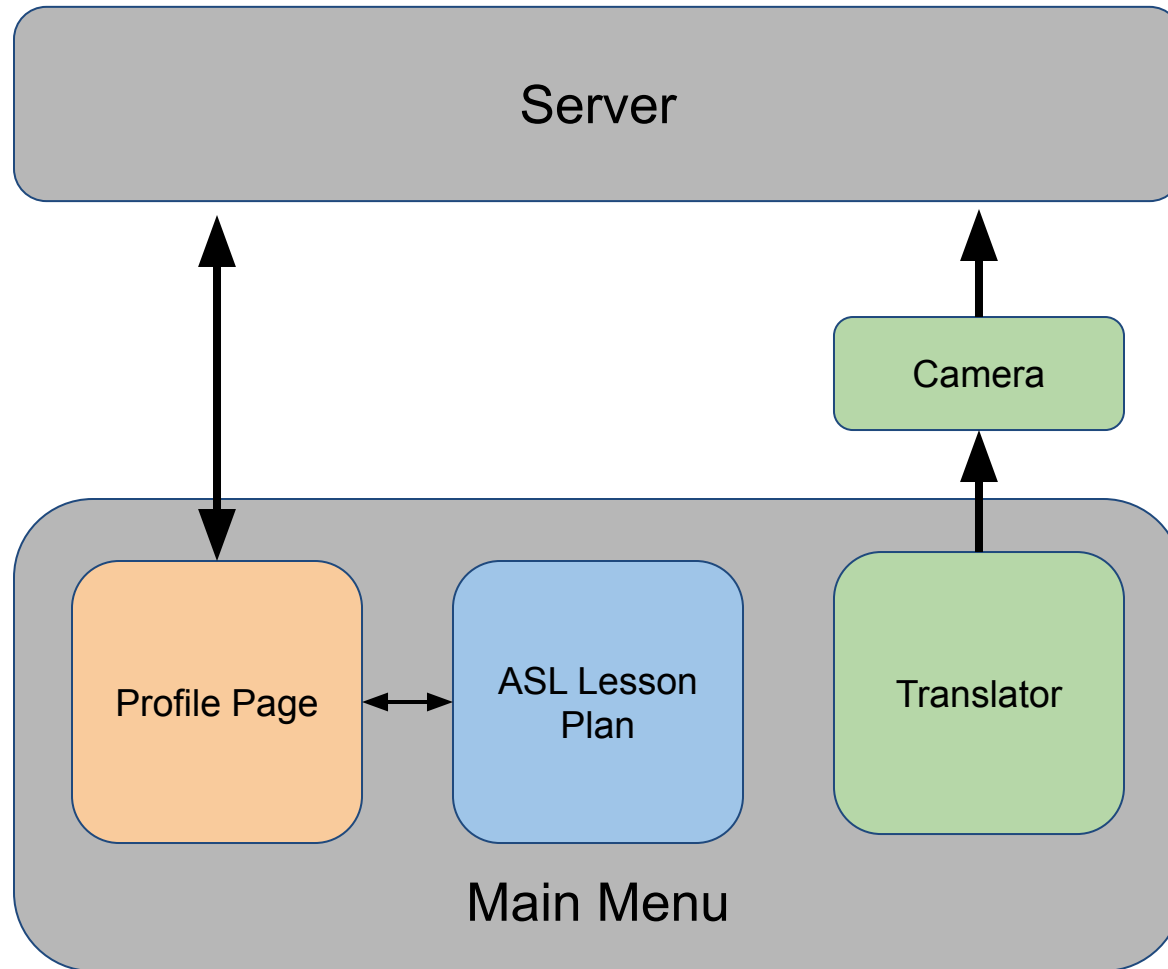 Server
Camera
Profile Page
ASL Lesson
Plan
Translator
Main Menu